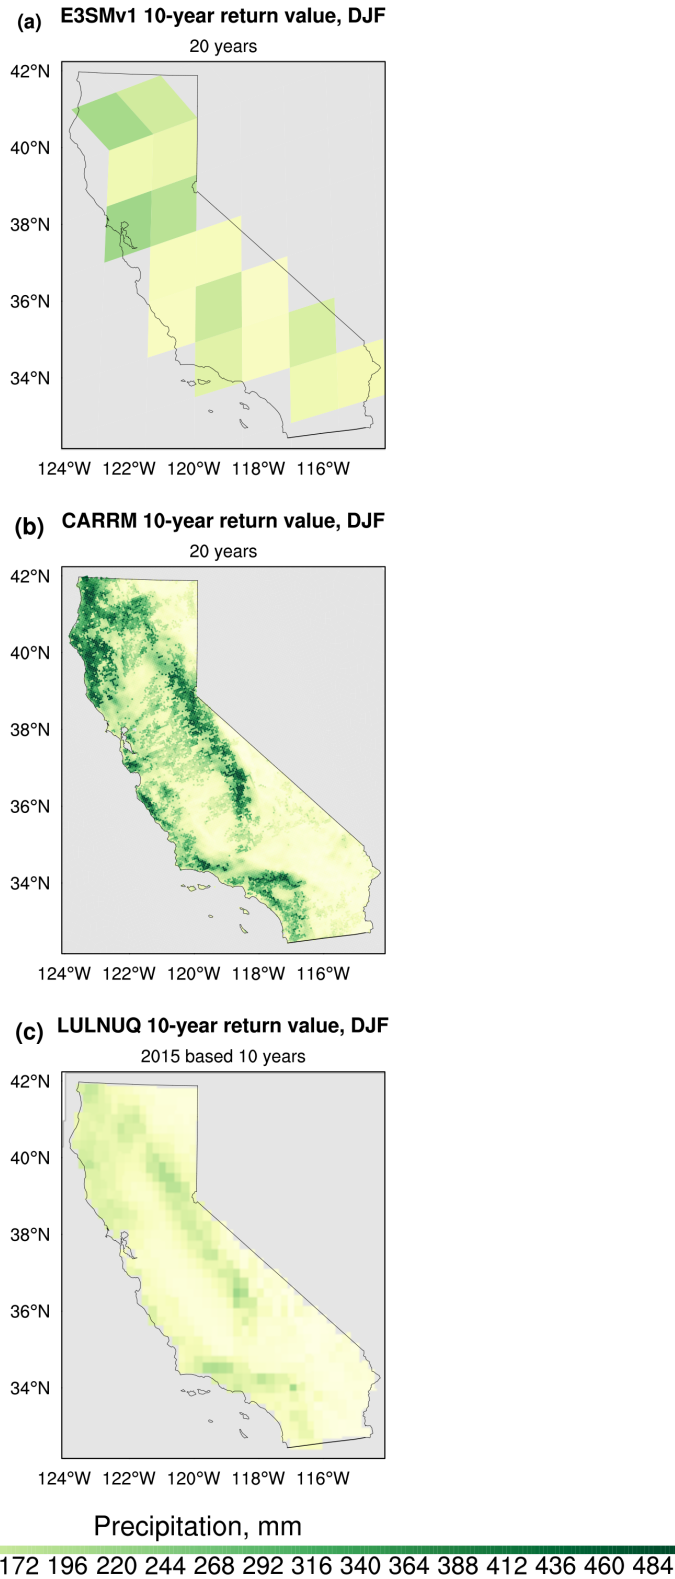 (a) E3SMv1 10-year return value, DJF
20 years
42°N
40°N
38°N
36°N
34°N
124°W 122°W 120°W 118°W 116°W
(b) CARRM 10-year return value, DJF
20 years
42°N
40°N
38°N
36°N
34°N
124°W 122°W 120°W 118°W 116°W
(c) LULNUQ 10-year return value, DJF
2015 based 10 years
42°N
40°N
38°N
36°N
34°N
124°W 122°W 120°W 118°W 116°W
Precipitation, mm
172 196 220 244 268 292 316 340 364 388 412 436 460 484